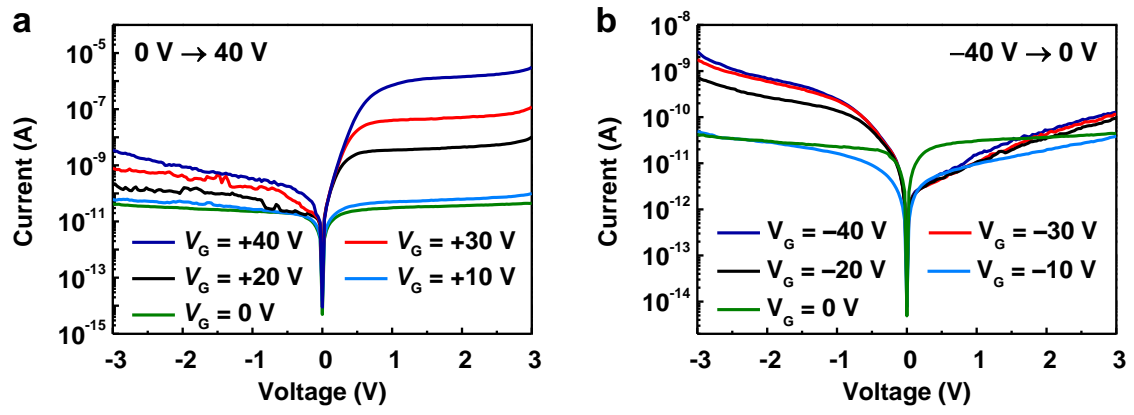 a
0 V → 40 V
Current (A)
10⁻⁵
10⁻⁷
10⁻⁹
10⁻¹¹
10⁻¹³
10⁻¹⁵
V_G = +40 V
V_G = +30 V
V_G = +20 V
V_G = +10 V
V_G = 0 V
-3 -2 -1 0 1 2 3
Voltage (V)
b
−40 V → 0 V
Current (A)
10⁻⁸
10⁻⁹
10⁻¹⁰
10⁻¹¹
10⁻¹²
10⁻¹³
10⁻¹⁴
V_G = −40 V
V_G = −30 V
V_G = −20 V
V_G = −10 V
V_G = 0 V
-3 -2 -1 0 1 2 3
Voltage (V)